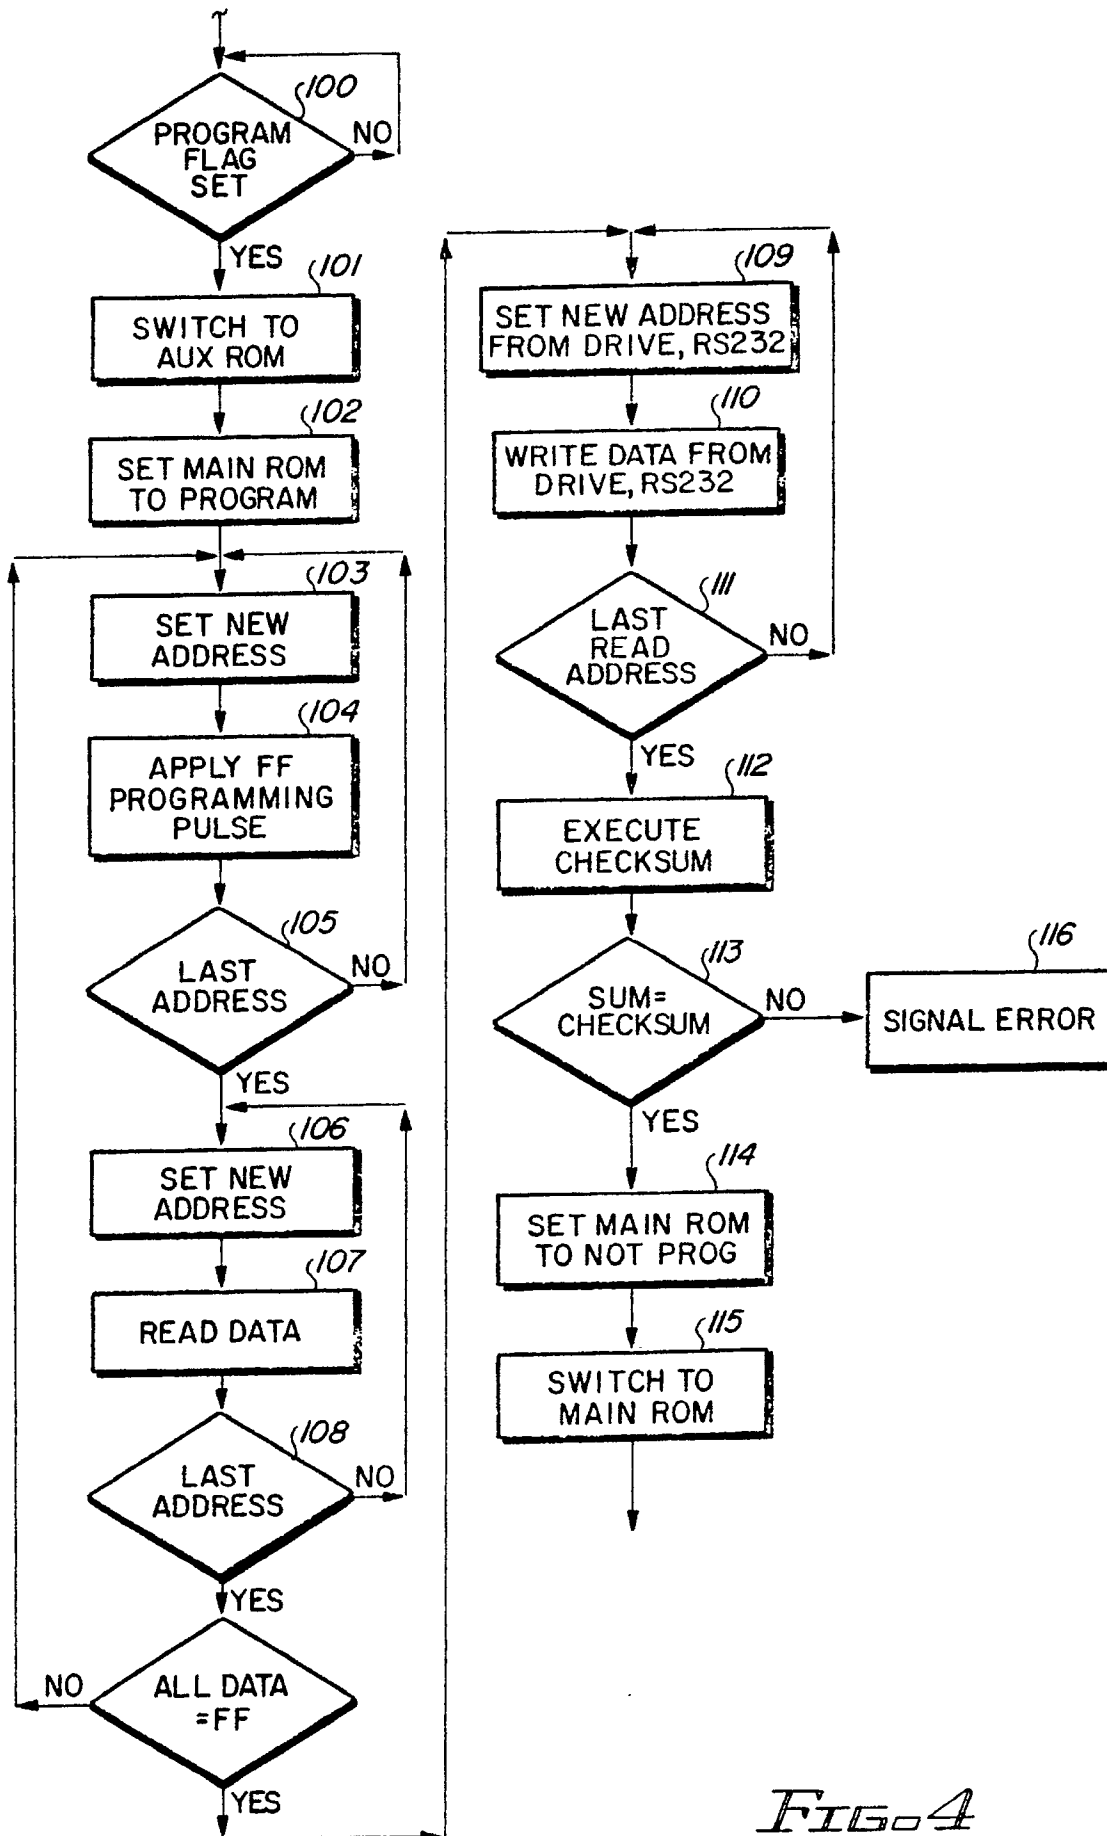 100
PROGRAM
FLAG
SET
NO
YES
101
SWITCH TO
AUX ROM
102
SET MAIN ROM
TO PROGRAM
103
SET NEW
ADDRESS
104
APPLY FF
PROGRAMMING
PULSE
105
LAST
ADDRESS
NO
YES
106
SET NEW
ADDRESS
107
READ DATA
108
LAST
ADDRESS
NO
YES
ALL DATA
=FF
NO
YES
109
SET NEW ADDRESS
FROM DRIVE, RS232
110
WRITE DATA FROM
DRIVE, RS232
111
LAST
READ
ADDRESS
NO
YES
112
EXECUTE
CHECKSUM
113
SUM=
CHECKSUM
NO
YES
116
SIGNAL ERROR
114
SET MAIN ROM
TO NOT PROG
115
SWITCH TO
MAIN ROM
FIG. 4